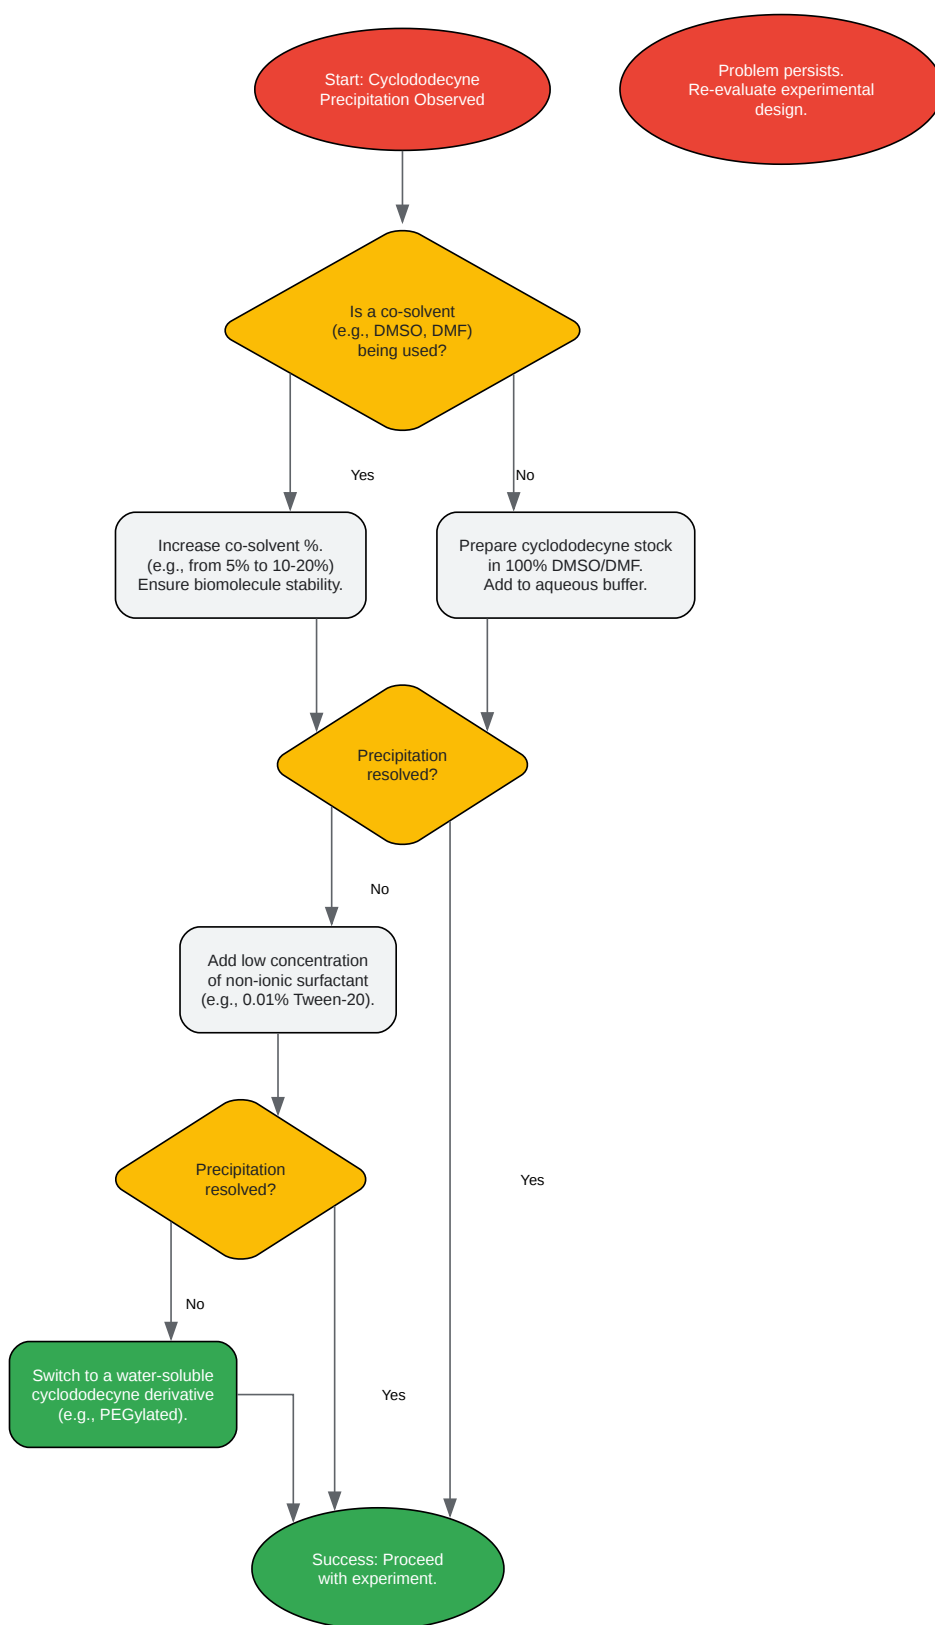 Start: Cyclododecyne
Precipitation Observed
Problem persists.
Re-evaluate experimental
design.
Is a co-solvent
(e.g., DMSO, DMF)
being used?
Yes
No
Increase co-solvent %.
(e.g., from 5% to 10-20%)
Ensure biomolecule stability.
Prepare cyclododecyne stock
in 100% DMSO/DMF.
Add to aqueous buffer.
Precipitation
resolved?
No
Add low concentration
of non-ionic surfactant
(e.g., 0.01% Tween-20).
Precipitation
resolved?
Yes
No
Switch to a water-soluble
cyclododecyne derivative
(e.g., PEGylated).
Yes
Success: Proceed
with experiment.